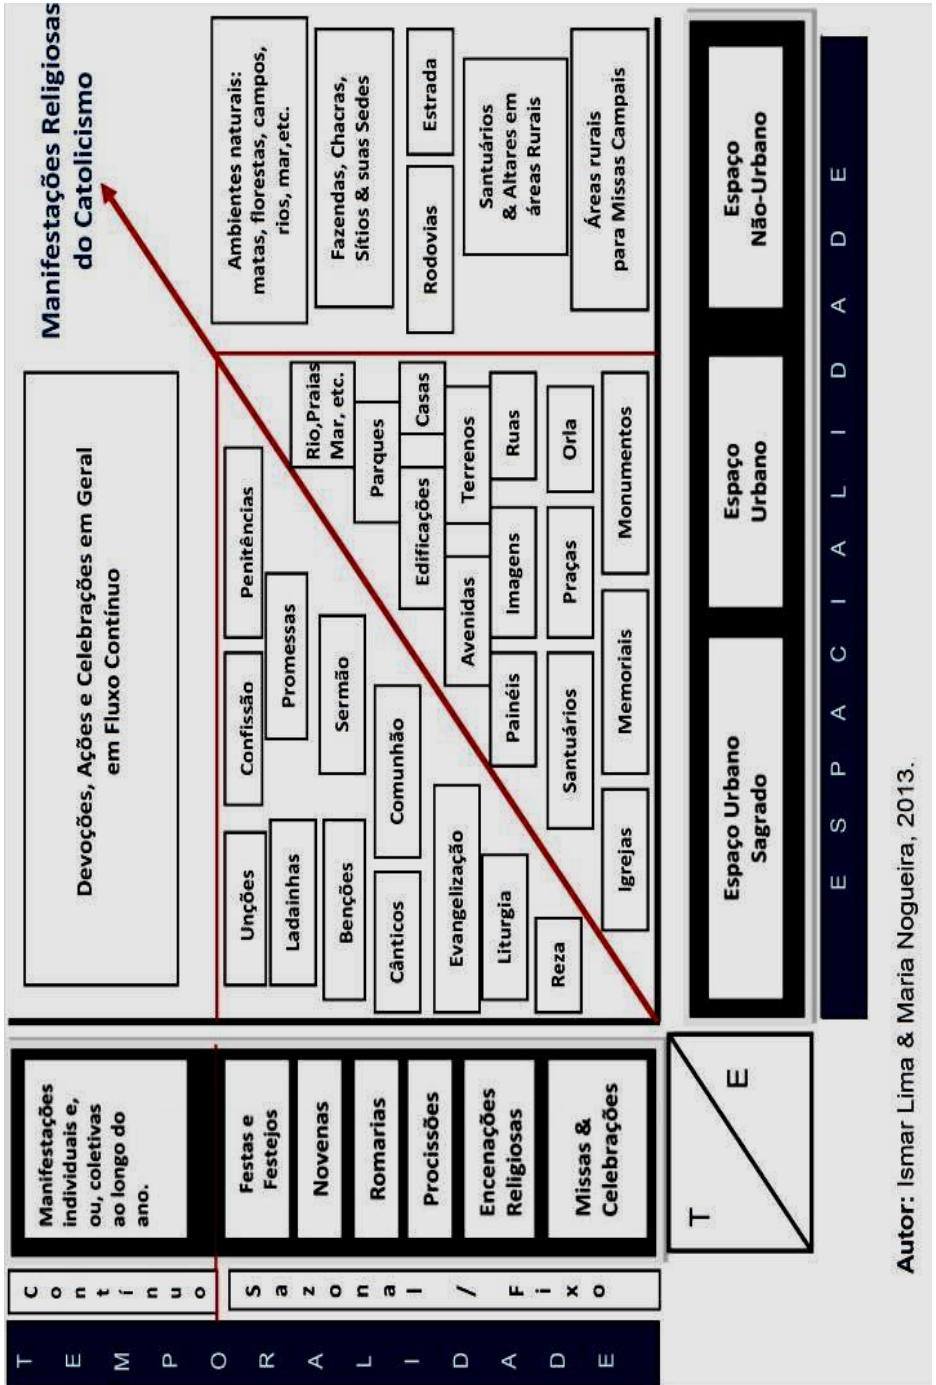 Manifestações Religiosas
do Catolicismo
TEMPORALIDADE
Contínuo
Sazonal / Fixo
Manifestações
individuais e,
ou, coletivas
ao longo do
ano.
Festas e
Festejos
Novenas
Romarias
Procissões
Encenações
Religiosas
Missas &
Celebrações
Devoções, Ações e Celebrações em Geral
em Fluxo Contínuo
Unções
Confissão
Penitências
Ladainhas
Promessas
Benções
Sermão
Cânticos
Comunhão
Evangelização
Liturgia
Reza
Rio,Praias
Mar, etc.
Parques
Edificações
Casas
Avenidas
Terrenos
Painéis
Imagens
Ruas
Santuários
Praças
Orla
Igrejas
Memoriais
Monumentos
Ambientes naturais:
matas, florestas, campos,
rios, mar,etc.
Fazendas, Chacras,
Sítios & suas Sedes
Rodovias
Estrada
Santuários
& Altares em
áreas Rurais
Áreas rurais
para Missas Campais
T
E
Espaço Urbano
Sagrado
Espaço
Urbano
Espaço
Não-Urbano
ESPACIALIDADE
Autor: Ismar Lima & Maria Nogueira, 2013.